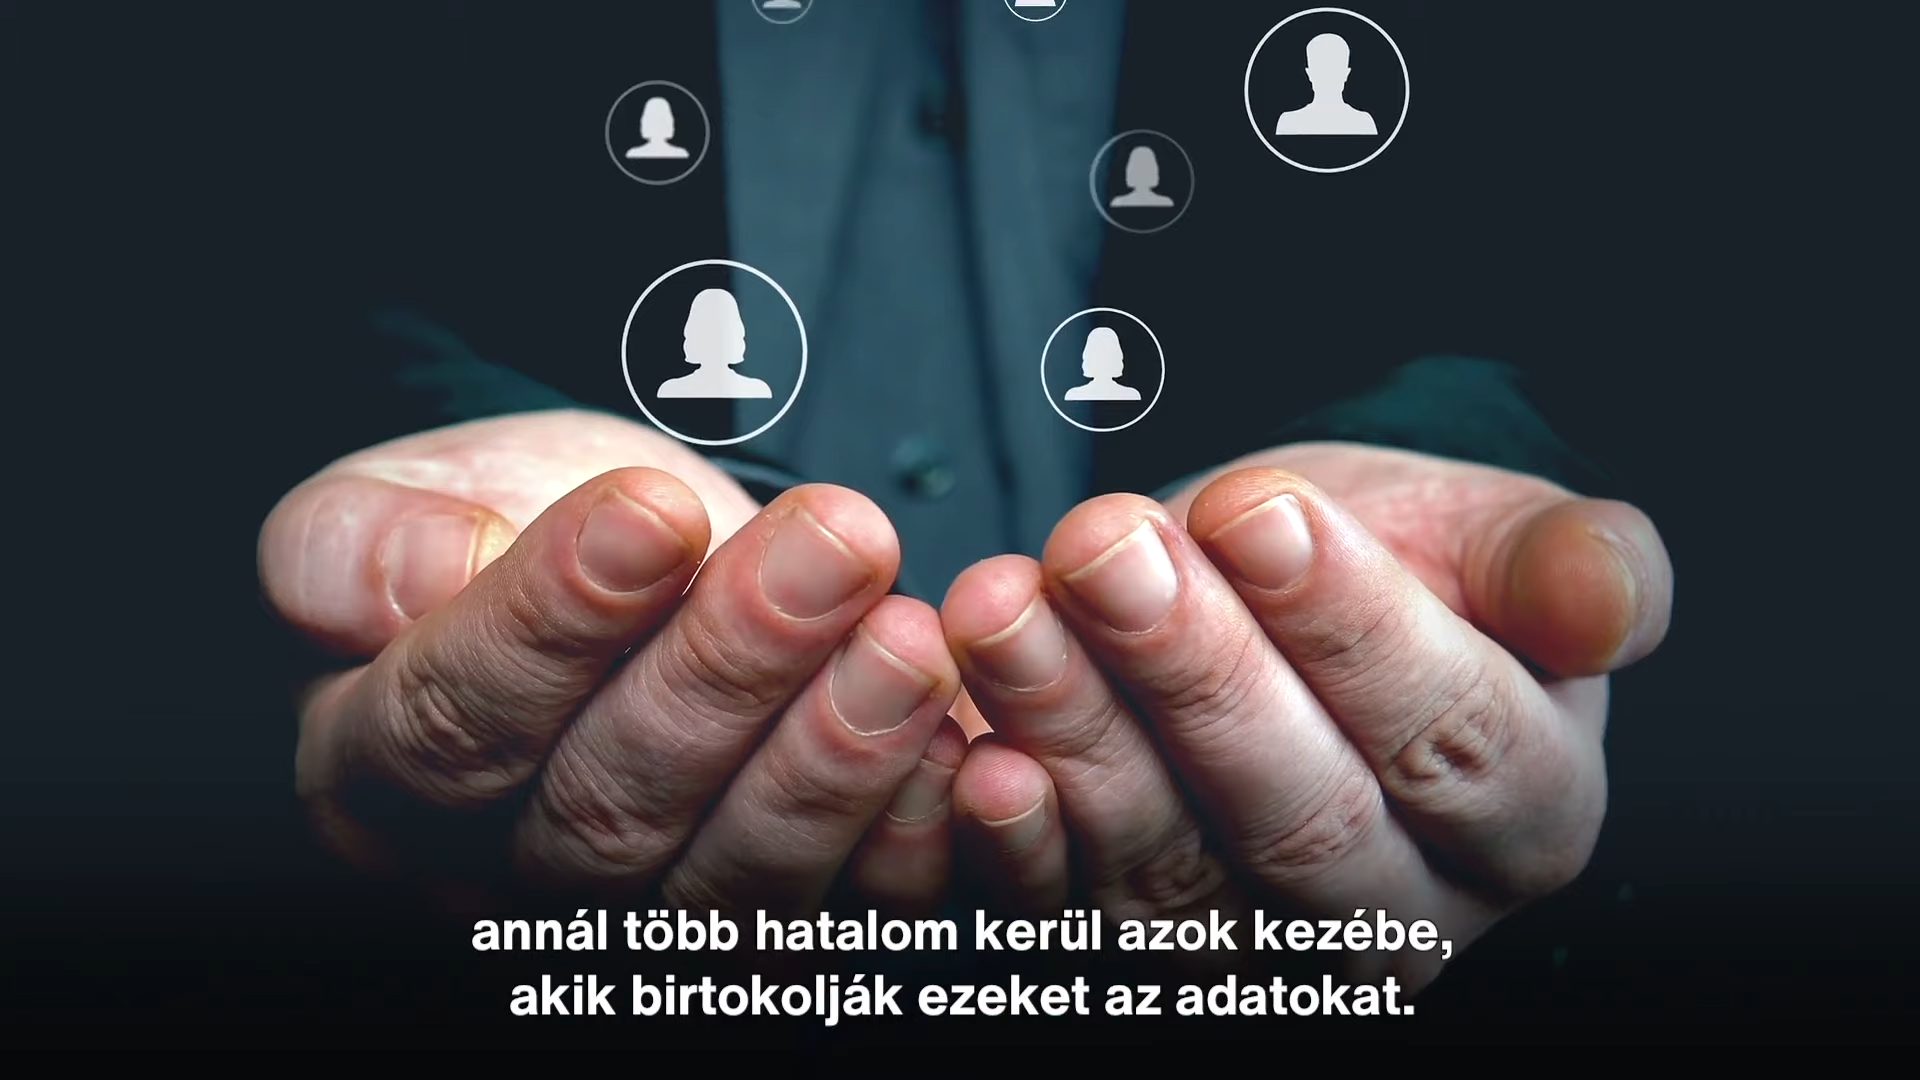 annál több hatalom kerül azok kezébe,
akik birtokolják ezeket az adatokat.